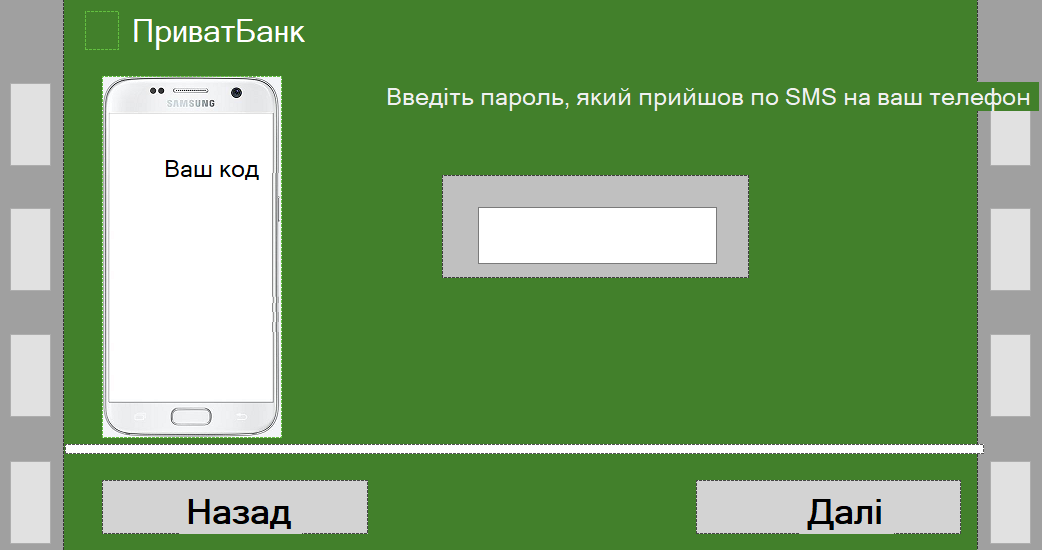 ПриватБанк
SAMSUNG
Введіть пароль, який прийшов по SMS на ваш телефон
Ваш код
Назад
Далі